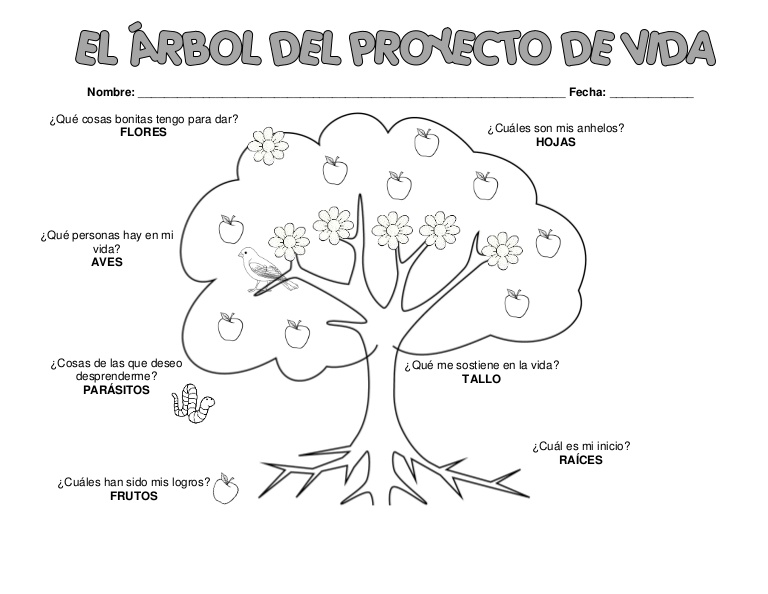 EL ÁRBOL DEL PROYECTO DE VIDA
Nombre: ________________________________________________________________ Fecha: _____________
¿Qué cosas bonitas tengo para dar?
FLORES
¿Cuáles son mis anhelos?
HOJAS
¿Qué personas hay en mi
vida?
AVES
¿Cosas de las que deseo
desprenderme?
PARÁSITOS
¿Qué me sostiene en la vida?
TALLO
¿Cuál es mi inicio?
RAÍCES
¿Cuáles han sido mis logros?
FRUTOS